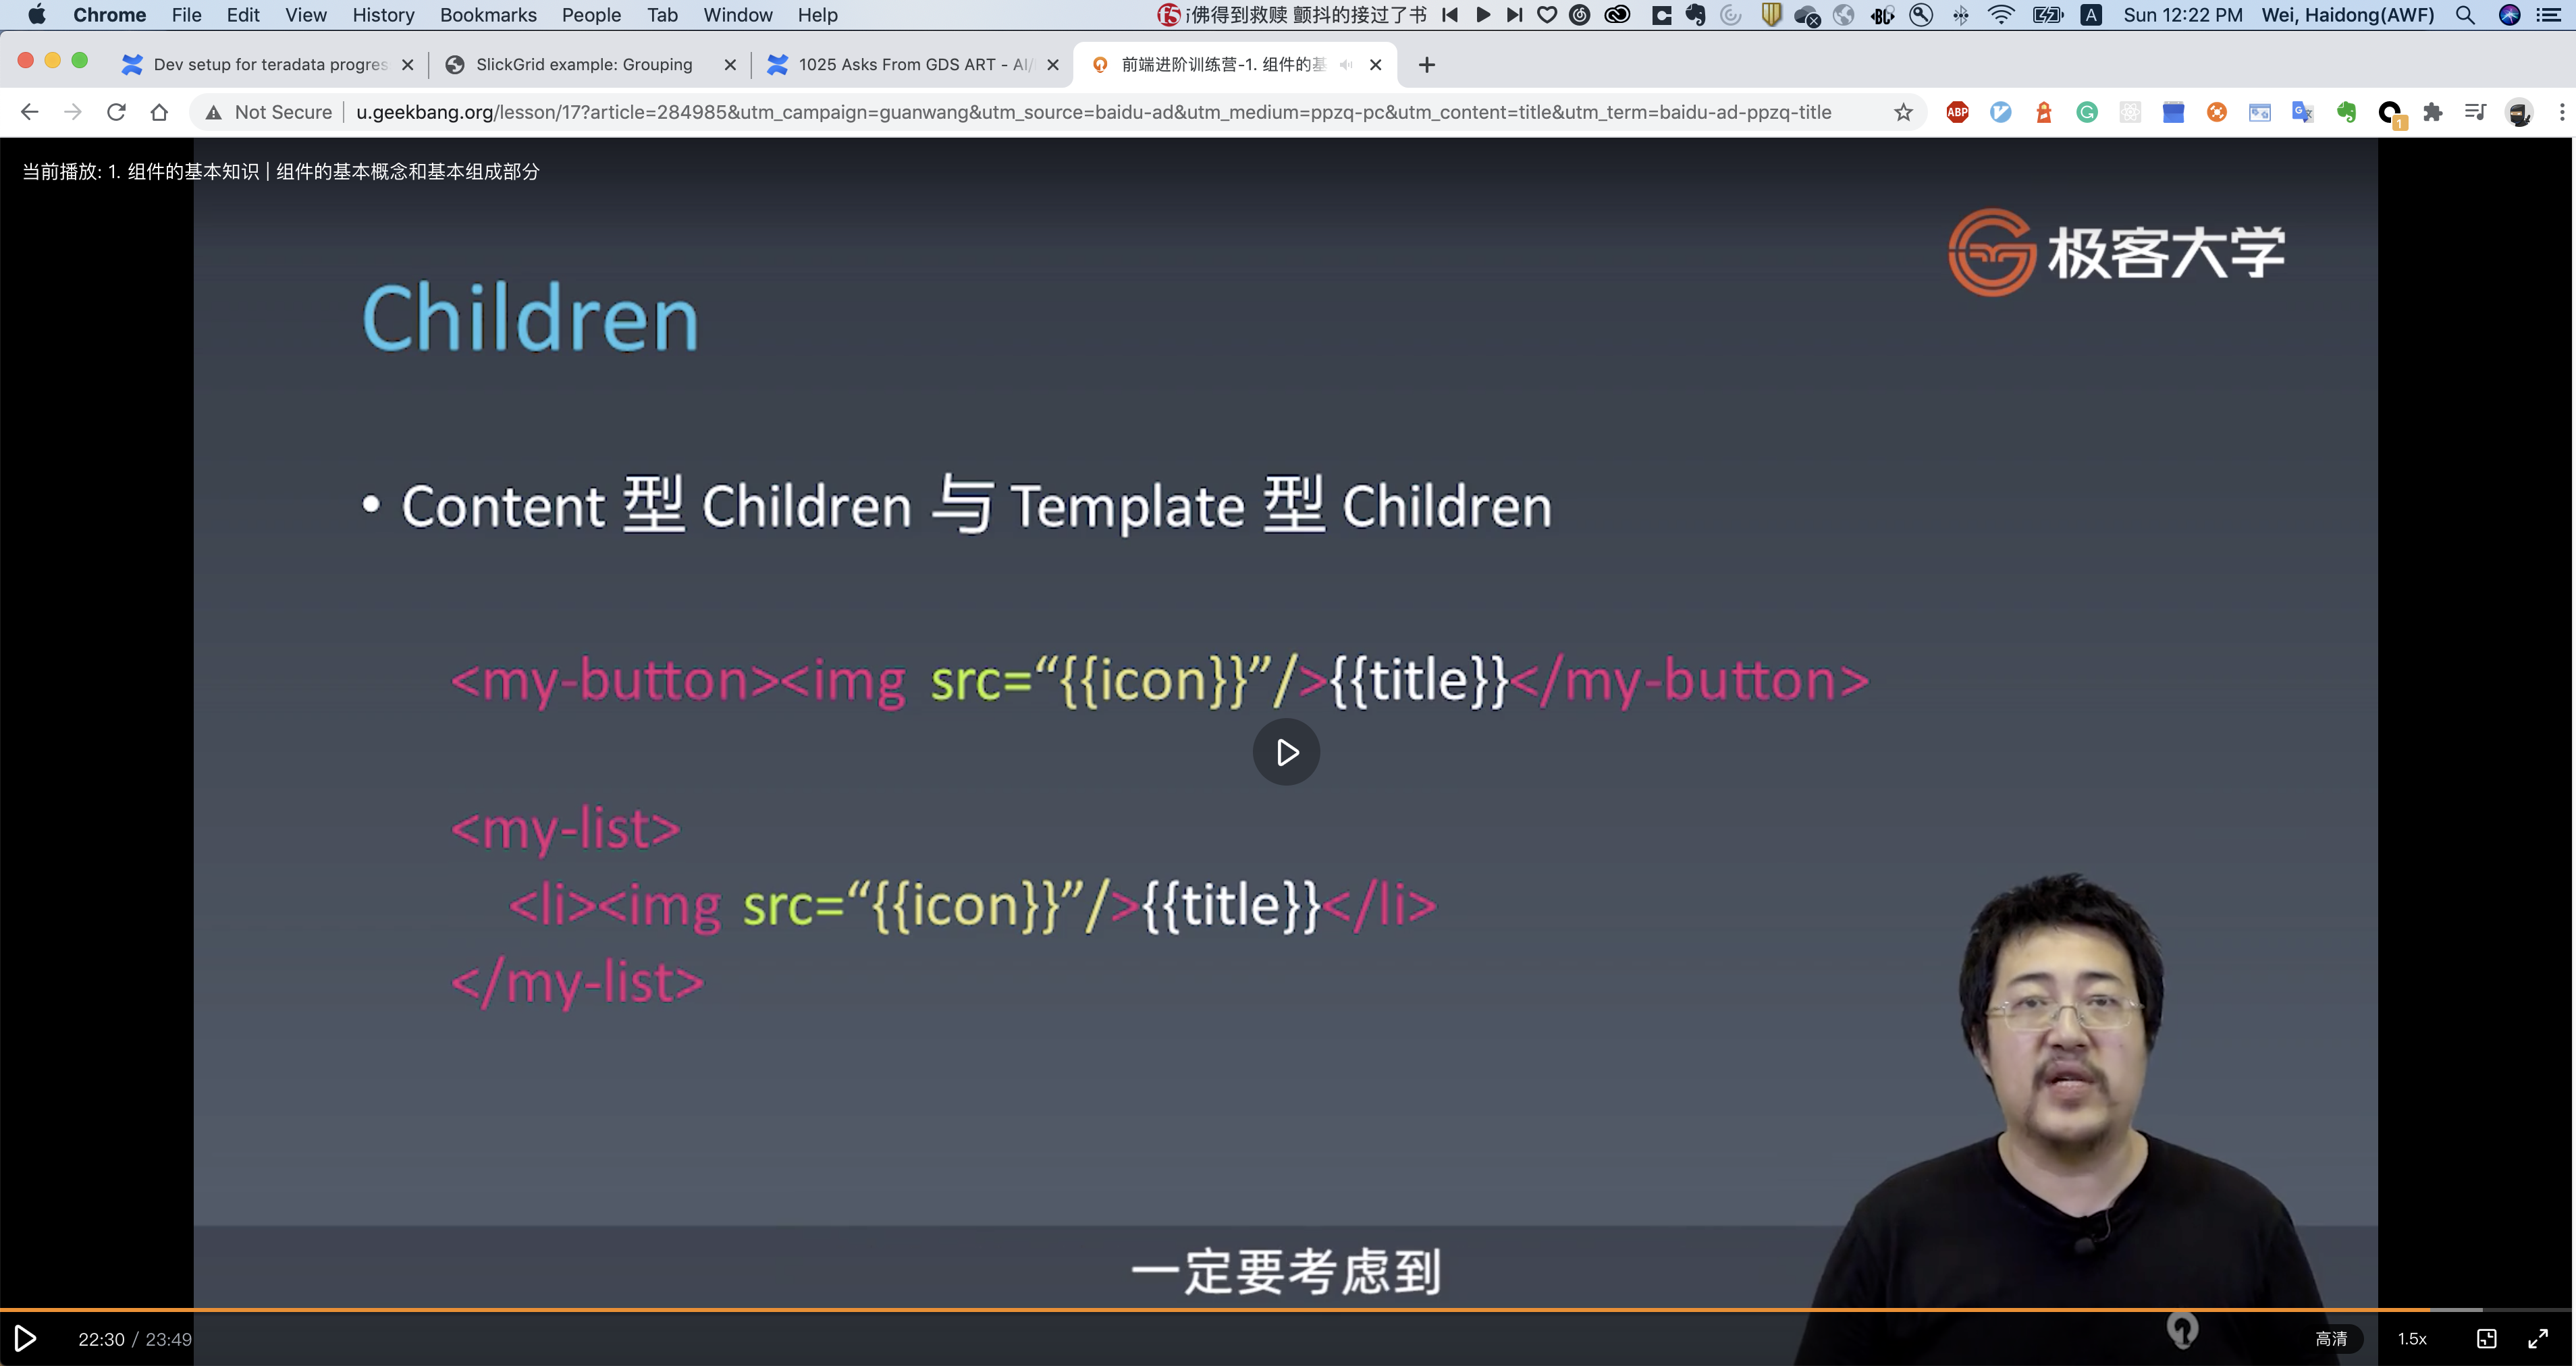 Chrome File Edit View History Bookmarks People Tab Window Help 佛得到救赎 颤抖的接过了书 Sun 12:22 PM Wei, Haidong(AWF)
Dev setup for teradata progres SlickGrid example: Grouping 1025 Asks From GDS ART - AI/ 前端进阶训练营-1. 组件的基
Not Secure u.geekbang.org/lesson/17?article=284985&utm_campaign=guanwang&utm_source=baidu-ad&utm_medium=ppzq-pc&utm_content=title&utm_term=baidu-ad-ppzq-title ABP 1
当前播放: 1. 组件的基本知识 | 组件的基本概念和基本组成部分
极客大学
Children
• Content 型 Children 与 Template 型 Children
<my-button><img src=“{{icon}}”/>{{title}}</my-button>
<my-list>
<li><img src=“{{icon}}”/>{{title}}</li>
</my-list>
一定要考虑到
22:30 / 23:49 高清 1.5x